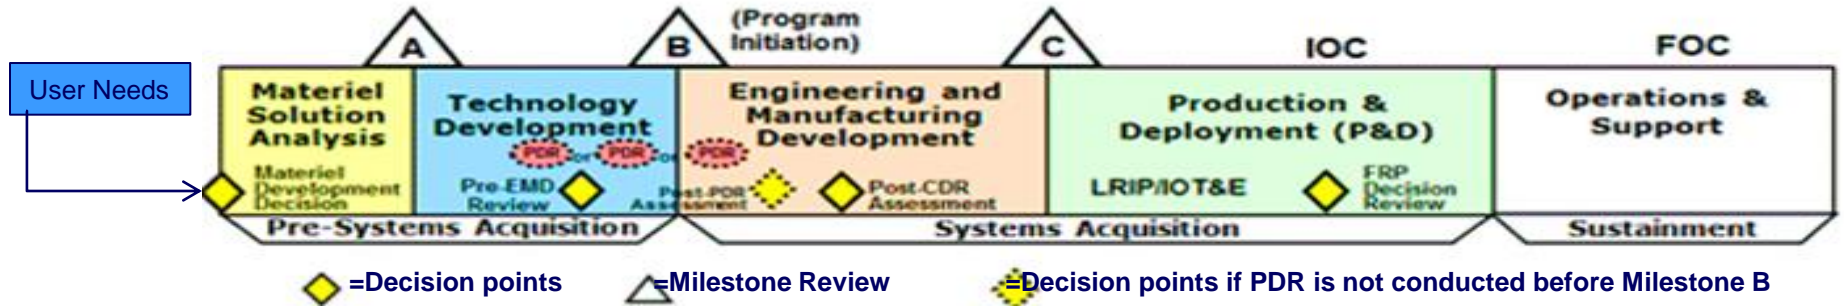 A
B
(Program
Initiation)
C
IOC
FOC
User Needs
Materiel
Solution
Analysis
Technology
Development
Engineering and
Manufacturing
Development
Production &
Deployment (P&D)
Operations &
Support
PDR or PDR or PDR
Materiel
Development
Decision
Pre-EMD
Review
Post-PDR
Assessment
Post-CDR
Assessment
LRIP/IOT&E
FRP
Decision
Review
Pre-Systems Acquisition
Systems Acquisition
Sustainment
=Decision points
=Milestone Review
=Decision points if PDR is not conducted before Milestone B